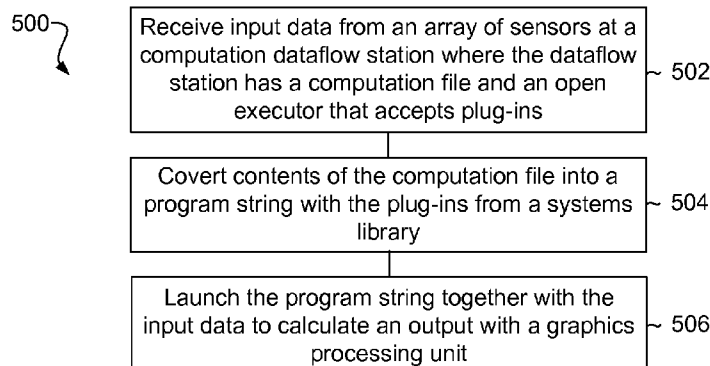 500
Receive input data from an array of sensors at a
computation dataflow station where the dataflow
station has a computation file and an open
executor that accepts plug-ins
502
Covert contents of the computation file into a
program string with the plug-ins from a systems
library
504
Launch the program string together with the
input data to calculate an output with a graphics
processing unit
506